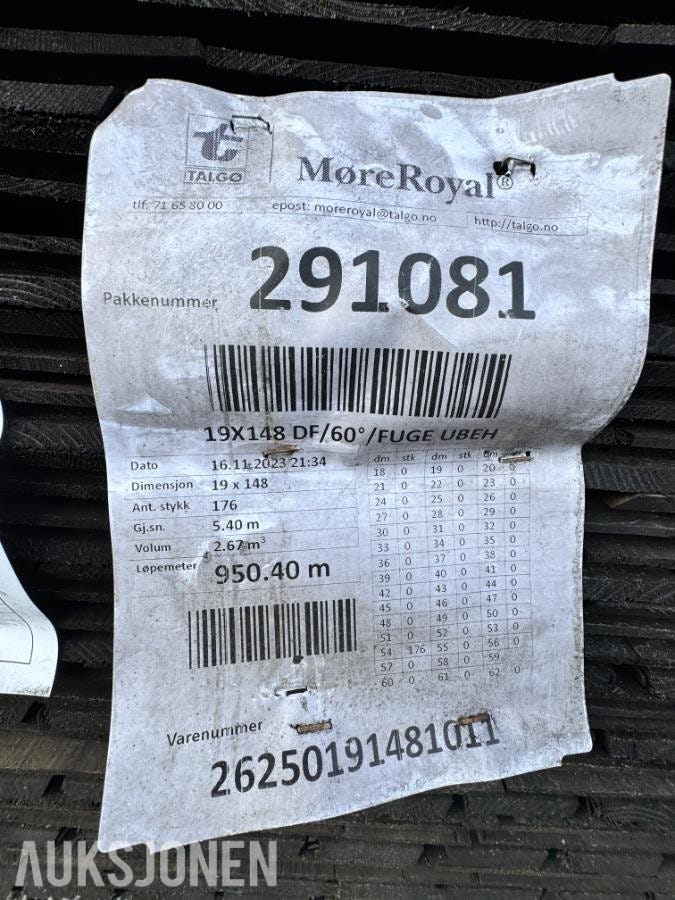 TALGØ
MøreRoyal®
tlf. 71 65 80 00 epost: moreroyal@talgo.no http://talgo.no
Pakkenummer 291081
19X148 DF/60°/FUGE UBEH
Dato 16.11.2023 21:34
Dimensjon 19 x 148
Ant. stykk 176
Gj.sn. 5.40 m
Volum 2.67 m³
Løpemeter 950.40 m
dm stk dm stk dm
18 0 19 0 20 0
21 0 22 0 23 0
24 0 25 0 26 0
27 0 28 0 29 0
30 0 31 0 32 0
33 0 34 0 35 0
36 0 37 0 38 0
39 0 40 0 41 0
42 0 43 0 44 0
45 0 46 0 47 0
48 0 49 0 50 0
51 0 52 0 53 0
54 176 55 0 56 0
57 0 58 0 59
60 0 61 0 62 0
Varenummer
26250191481011
AUKSJONEN